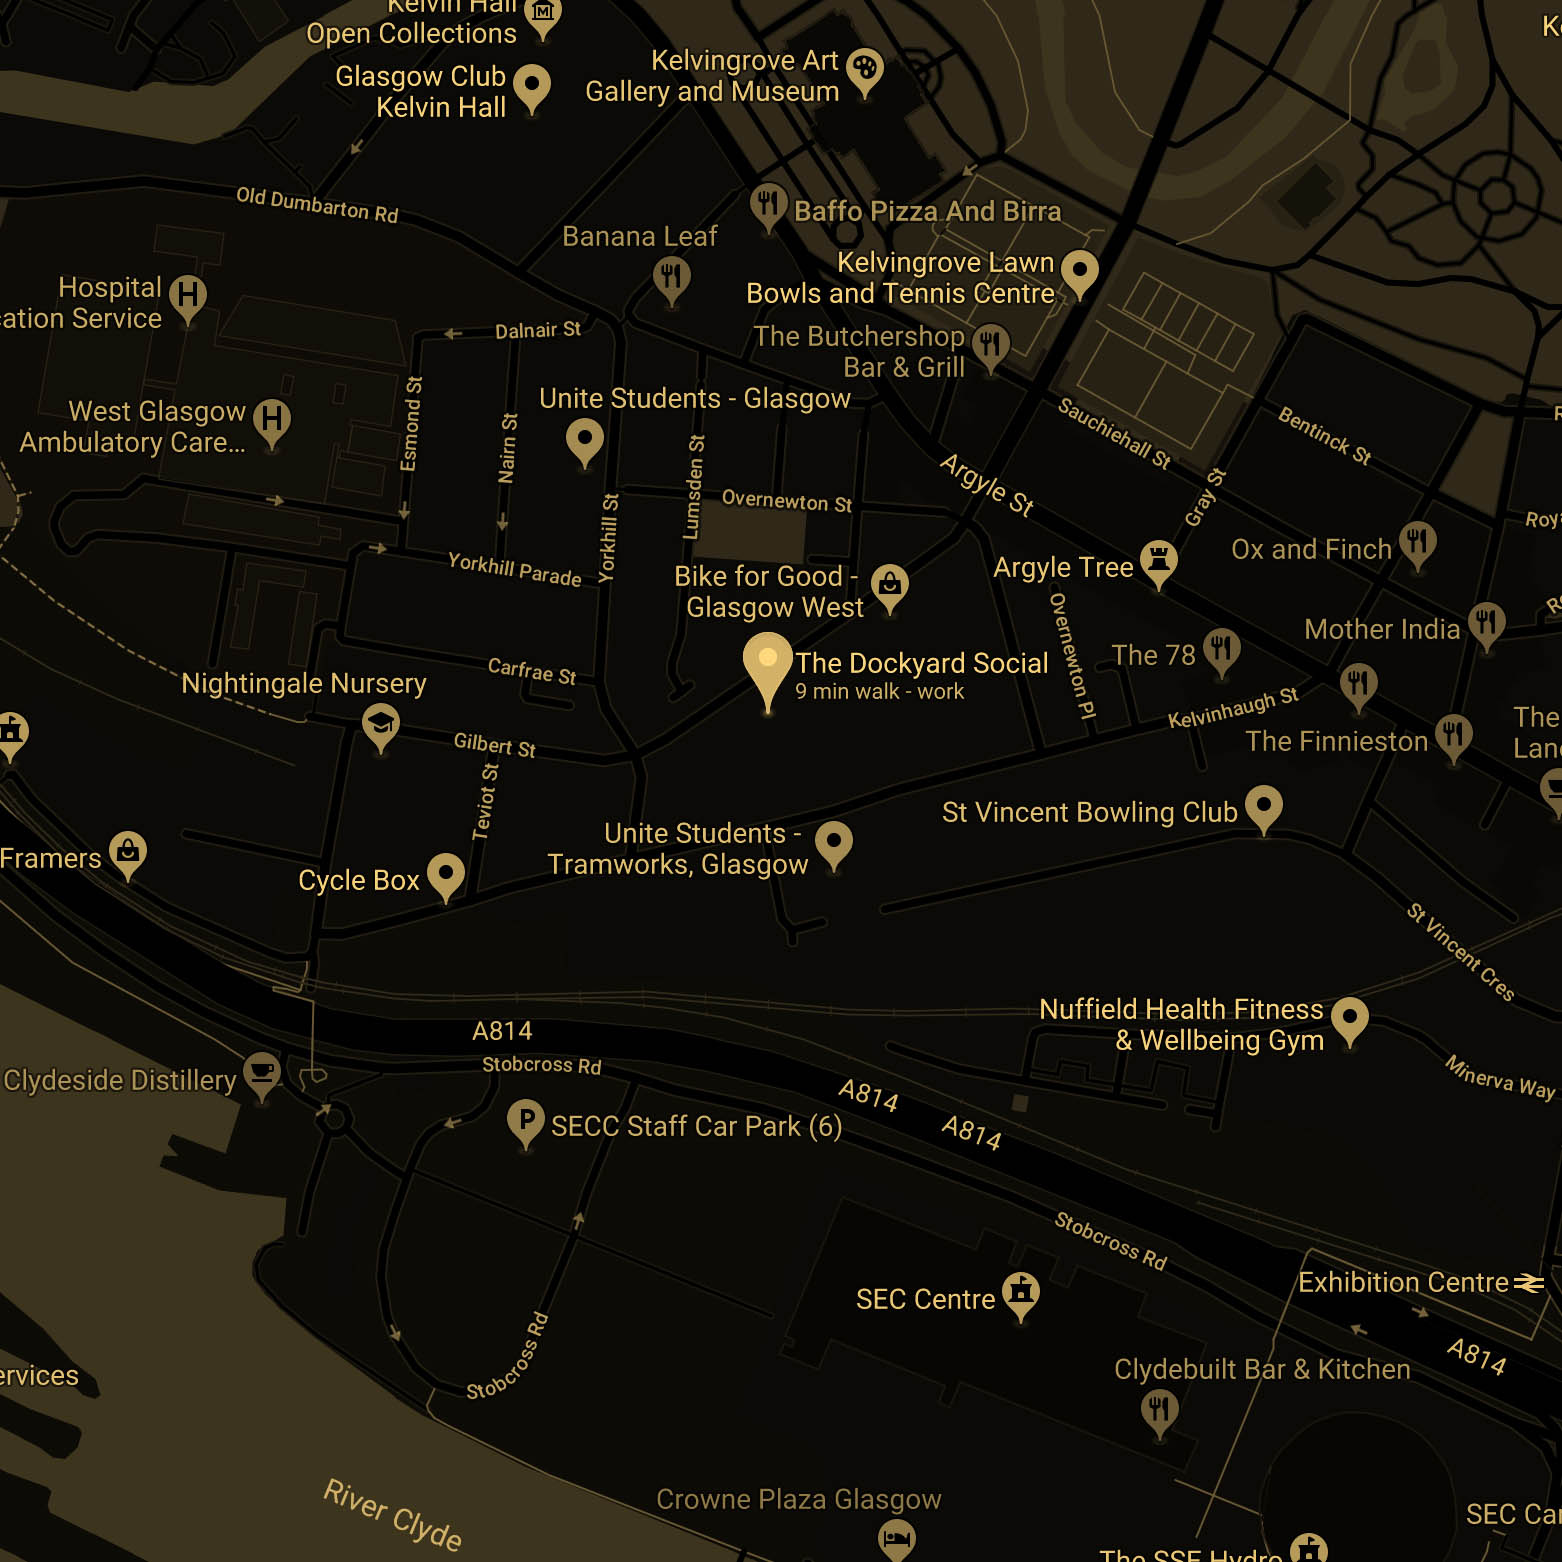 Kelvin Hall
Open Collections
Glasgow Club
Kelvin Hall
Kelvingrove Art
Gallery and Museum
Old Dumbarton Rd
Baffo Pizza And Birra
Banana Leaf
Kelvingrove Lawn
Bowls and Tennis Centre
Hospital
cation Service
Dalnair St
The Butchershop
Bar & Grill
Unite Students - Glasgow
West Glasgow
Ambulatory Care...
Esmond St
Nairn St
Lumsden St
Yorkhill St
Overnewton St
Argyle St
Sauchiehall St
Bentinck St
Gray St
Ox and Finch
Argyle Tree
Yorkhill Parade
Bike for Good -
Glasgow West
Overnewton Pl
The 78
Mother India
The Dockyard Social
9 min walk - work
Carfrae St
Nightingale Nursery
Kelvinhaugh St
The Finnieston
The
Gilbert St
Teviot St
St Vincent Bowling Club
Unite Students -
Tramworks, Glasgow
Framers
Cycle Box
St Vincent Cres
Nuffield Health Fitness
& Wellbeing Gym
A814
Stobcross Rd
Clydeside Distillery
Minerva Way
A814
A814
P
SECC Staff Car Park (6)
Stobcross Rd
SEC Centre
Exhibition Centre
A814
Stobcross Rd
ervices
Clydebuilt Bar & Kitchen
River Clyde
Crowne Plaza Glasgow
SEC Car
The SSE Hydro
H
H